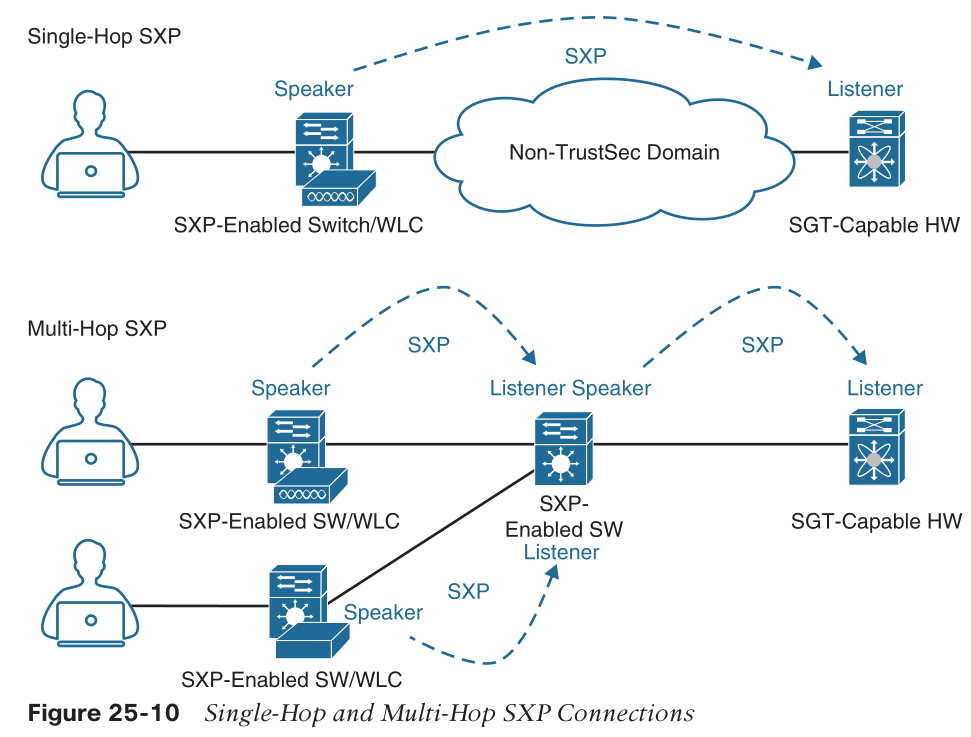 Single-Hop SXP
SXP
Speaker
Listener
Non-TrustSec Domain
SXP-Enabled Switch/WLC
SGT-Capable HW
Multi-Hop SXP
SXP
SXP
Speaker
Listener Speaker
Listener
SXP-Enabled SW/WLC
SXP-
Enabled SW
Listener
SGT-Capable HW
SXP
Speaker
SXP-Enabled SW/WLC
Figure 25-10 Single-Hop and Multi-Hop SXP Connections